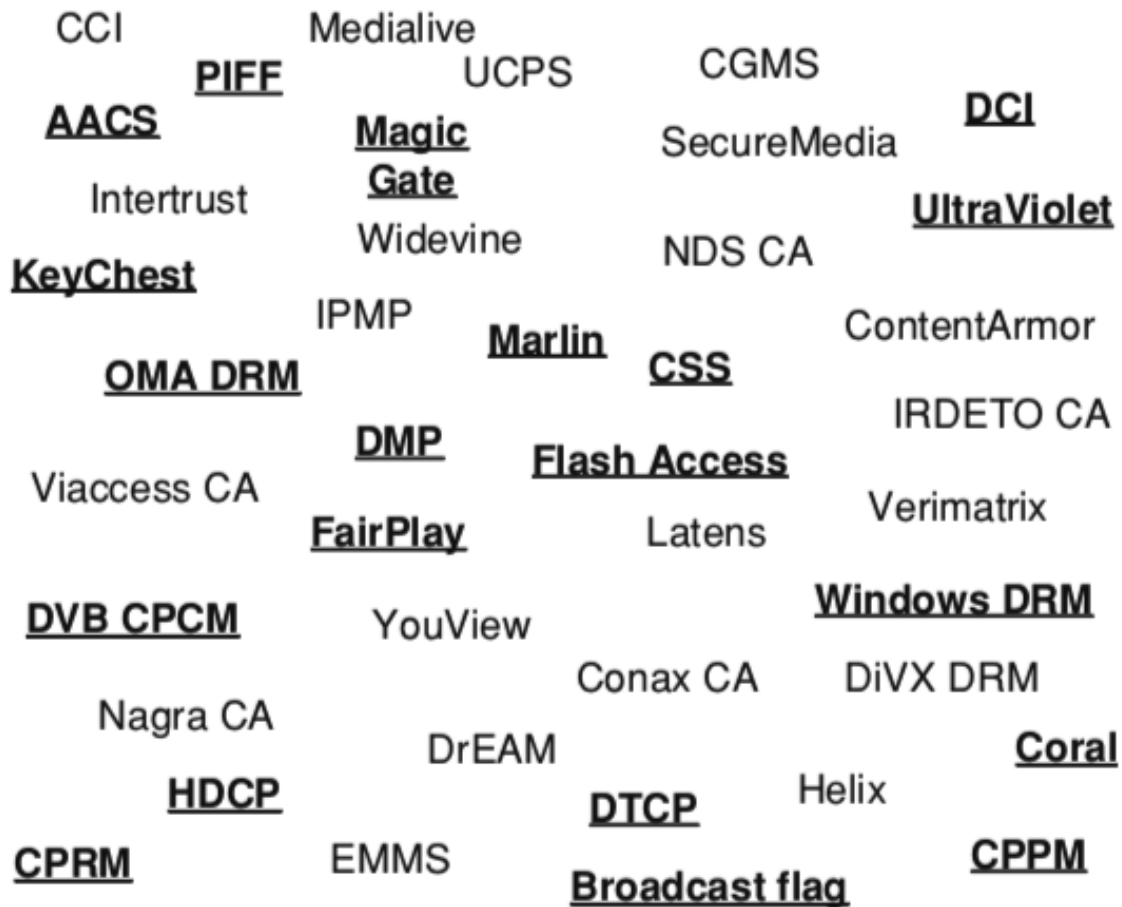 CCI
Medialive
PIFF
UCPS
CGMS
AACS
DCI
Magic
Gate
SecureMedia
Intertrust
UltraViolet
Widevine
NDS CA
KeyChest
IPMP
Marlin
ContentArmor
OMA DRM
CSS
IRDETO CA
DMP
Flash Access
Viaccess CA
Verimatrix
FairPlay
Latens
Windows DRM
DVB CPCM
YouView
Conax CA
DiVX DRM
Nagra CA
DrEAM
Coral
HDCP
DTCP
Helix
CPRM
EMMS
CPPM
Broadcast flag